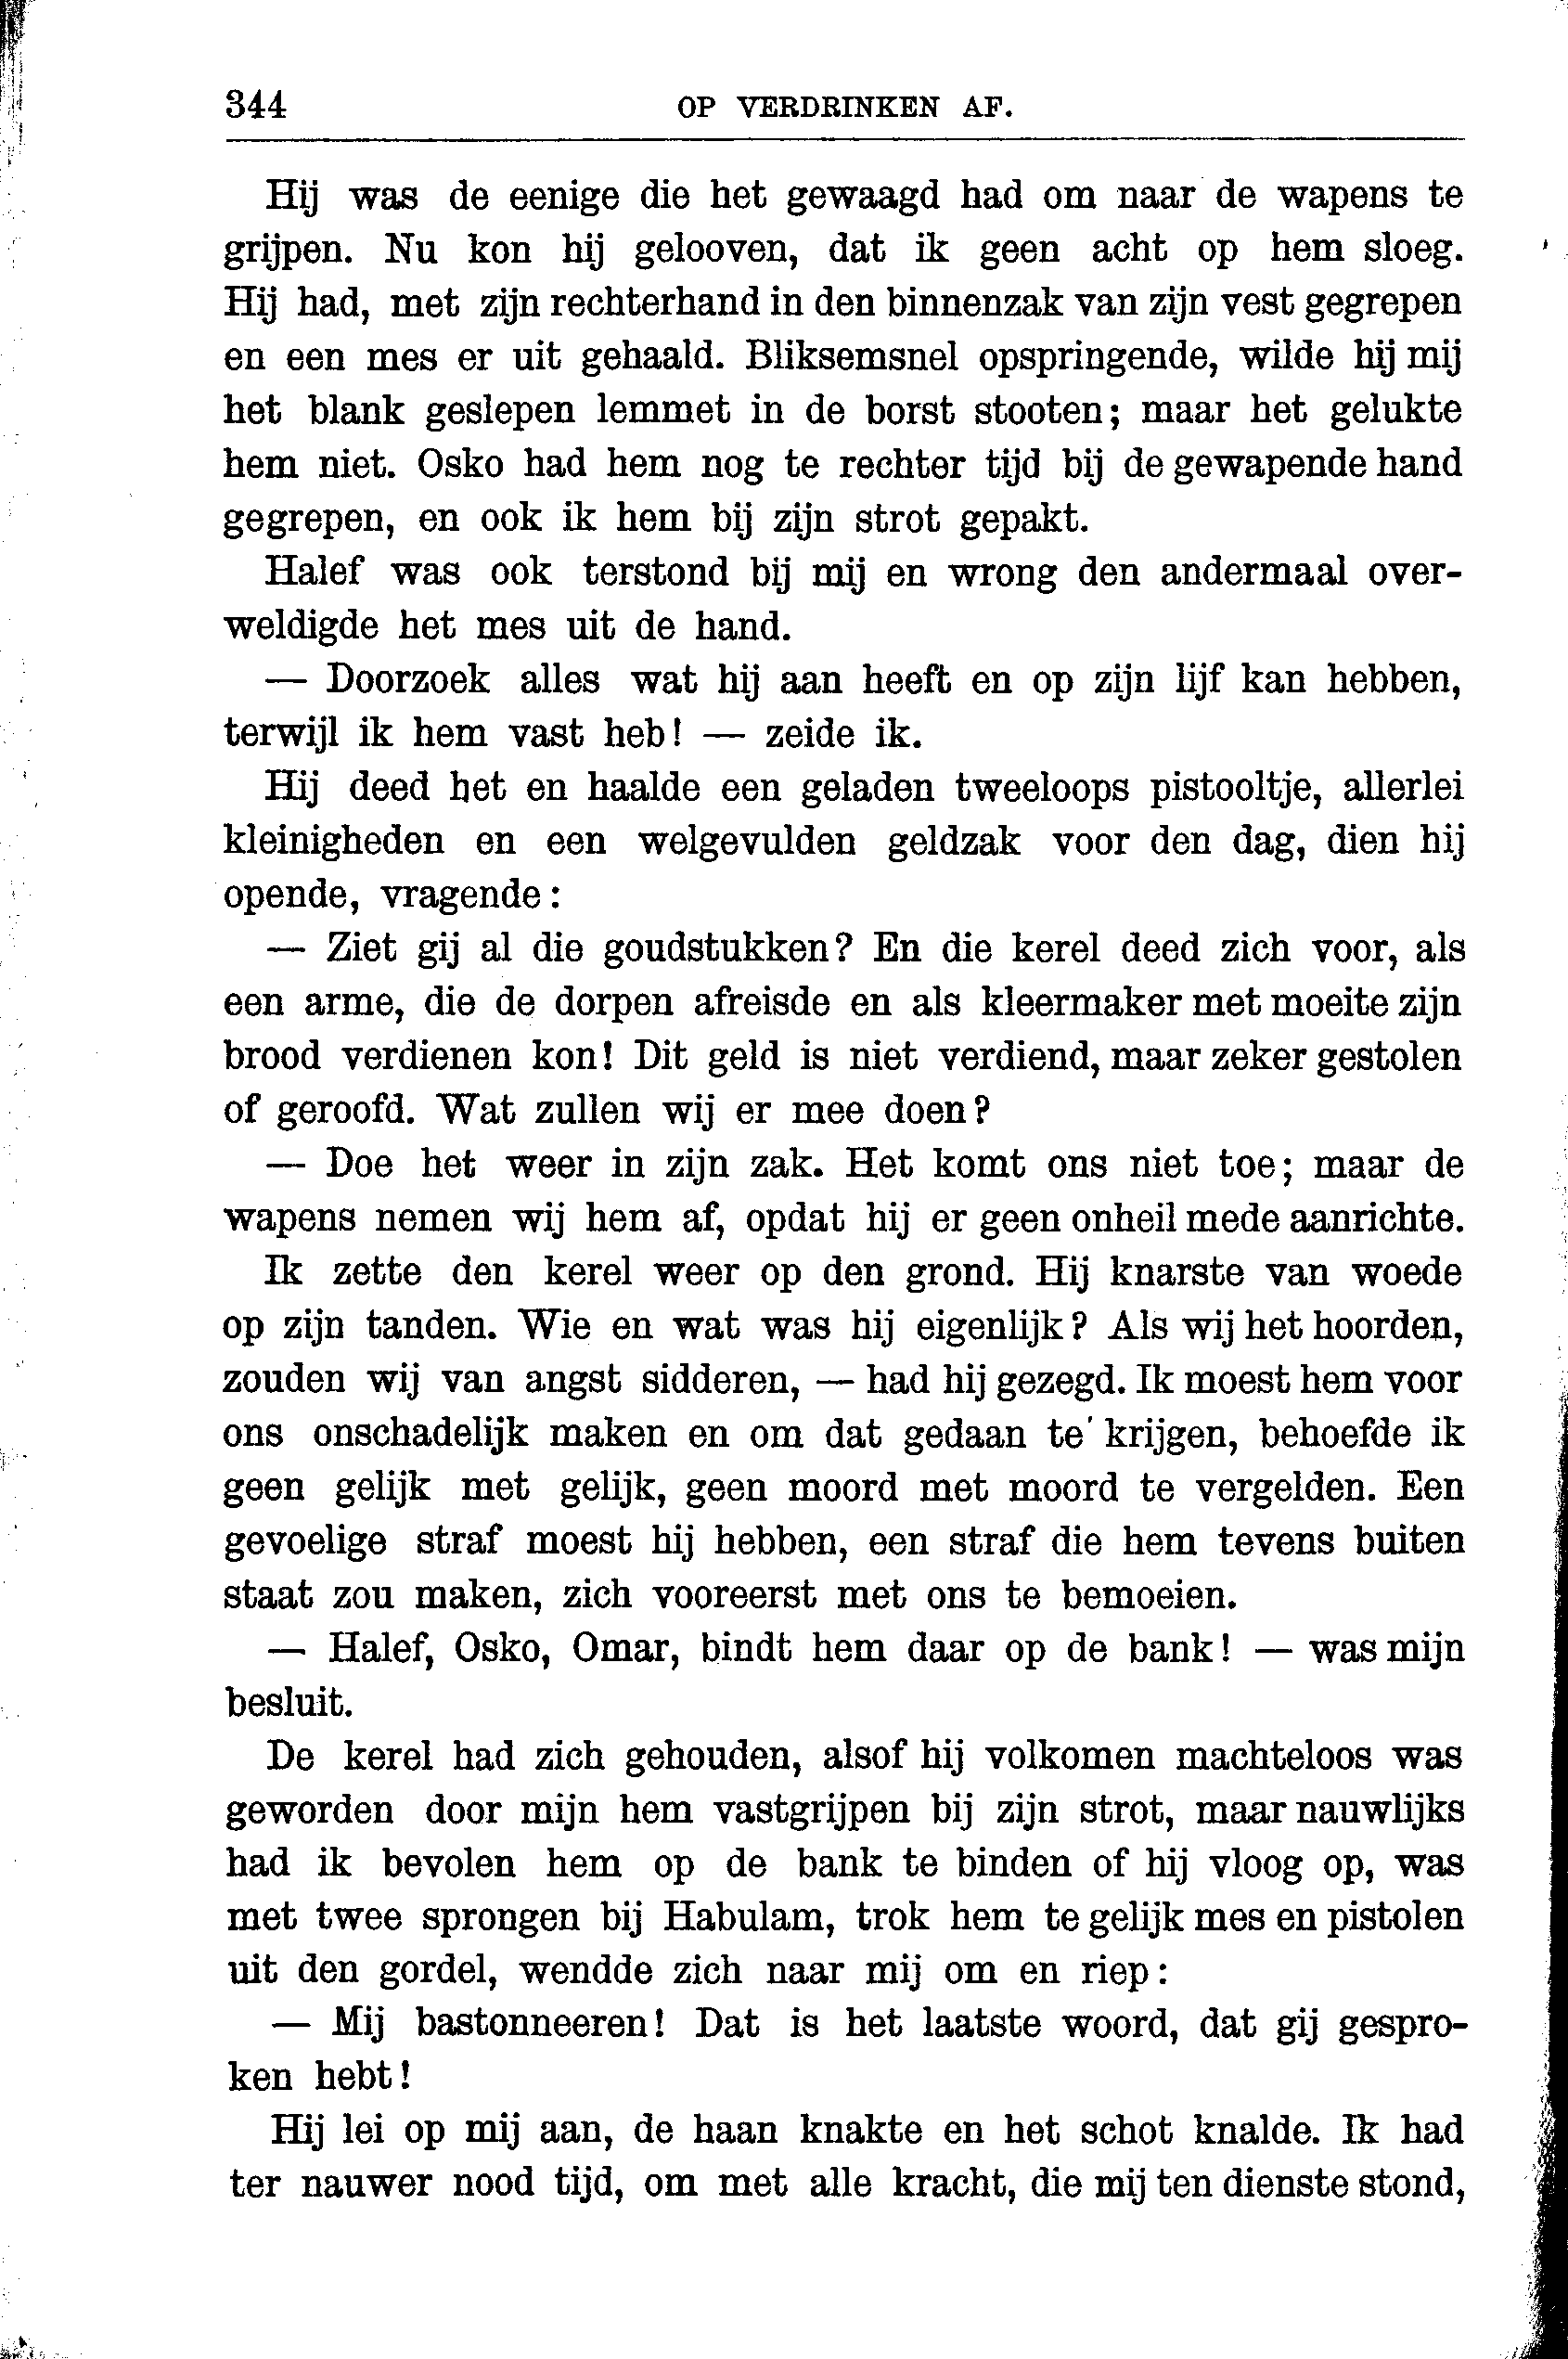 344
OP VERDRINKEN AF.
Hij was de eenige die het gewaagd had om naar de wapens te
grijpen. Nu kon hij gelooven, dat ik geen acht op hem sloeg.
Hij had, met zijn rechterhand in den binnenzak van zijn vest gegrepen
en een mes er uit gehaald. Bliksemsnel opspringende, wilde hij mij
het blank geslepen lemmet in de borst stooten; maar het gelukte
hem niet. Osko had hem nog te rechter tijd bij de gewapende hand
gegrepen, en ook ik hem bij zijn strot gepakt.
Halef was ook terstond bij mij en wrong den andermaal over-
weldigde het mes uit de hand.
— Doorzoek alles wat hij aan heeft en op zijn lijf kan hebben,
terwijl ik hem vast heb! — zeide ik.
Hij deed het en haalde een geladen tweeloops pistooltje, allerlei
kleinigheden en een welgevulden geldzak voor den dag, dien hij
opende, vragende:
— Ziet gij al die goudstukken? En die kerel deed zich voor, als
een arme, die de dorpen afreisde en als kleermaker met moeite zijn
brood verdienen kon! Dit geld is niet verdiend, maar zeker gestolen
of geroofd. Wat zullen wij er mee doen?
— Doe het weer in zijn zak. Het komt ons niet toe; maar de
wapens nemen wij hem af, opdat hij er geen onheil mede aanrichte.
Ik zette den kerel weer op den grond. Hij knarste van woede
op zijn tanden. Wie en wat was hij eigenlijk? Als wij het hoorden,
zouden wij van angst sidderen, — had hij gezegd. Ik moest hem voor
ons onschadelijk maken en om dat gedaan te krijgen, behoefde ik
geen gelijk met gelijk, geen moord met moord te vergelden. Een
gevoelige straf moest hij hebben, een straf die hem tevens buiten
staat zou maken, zich vooreerst met ons te bemoeien.
— Halef, Osko, Omar, bindt hem daar op de bank! — was mijn
besluit.
De kerel had zich gehouden, alsof hij volkomen machteloos was
geworden door mijn hem vastgrijpen bij zijn strot, maar nauwlijks
had ik bevolen hem op de bank te binden of hij vloog op, was
met twee sprongen bij Habulam, trok hem te gelijk mes en pistolen
uit den gordel, wendde zich naar mij om en riep:
— Mij bastonneeren! Dat is het laatste woord, dat gij gespro-
ken hebt!
Hij lei op mij aan, de haan knakte en het schot knalde. Ik had
ter nauwer nood tijd, om met alle kracht, die mij ten dienste stond,